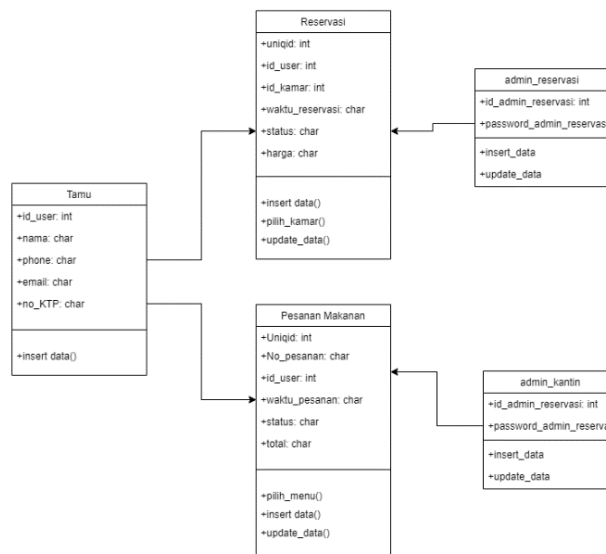 Reservasi
+uniqid: int
+id_user: int
+id_kamar: int
+waktu_reservasi: char
+status: char
+harga: char
+insert data()
+pilih_kamar()
+update_data()
admin_reservasi
+id_admin_reservasi: int
+password_admin_reservas
+insert_data
+update_data
Tamu
+id_user: int
+nama: char
+phone: char
+email: char
+no_KTP: char
+insert data()
Pesanan Makanan
+Uniqid: int
+No_pesanan: char
+id_user: int
+waktu_pesanan: char
+status: char
+total: char
+pilih_menu()
+insert data()
+update_data()
admin_kantin
+id_admin_reservasi: int
+password_admin_reserva
+insert_data
+update_data